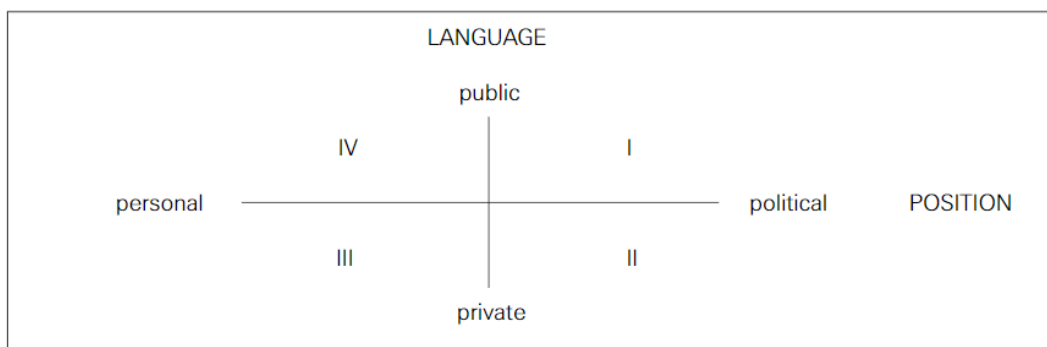 LANGUAGE
public
IV I
personal political POSITION
III II
private